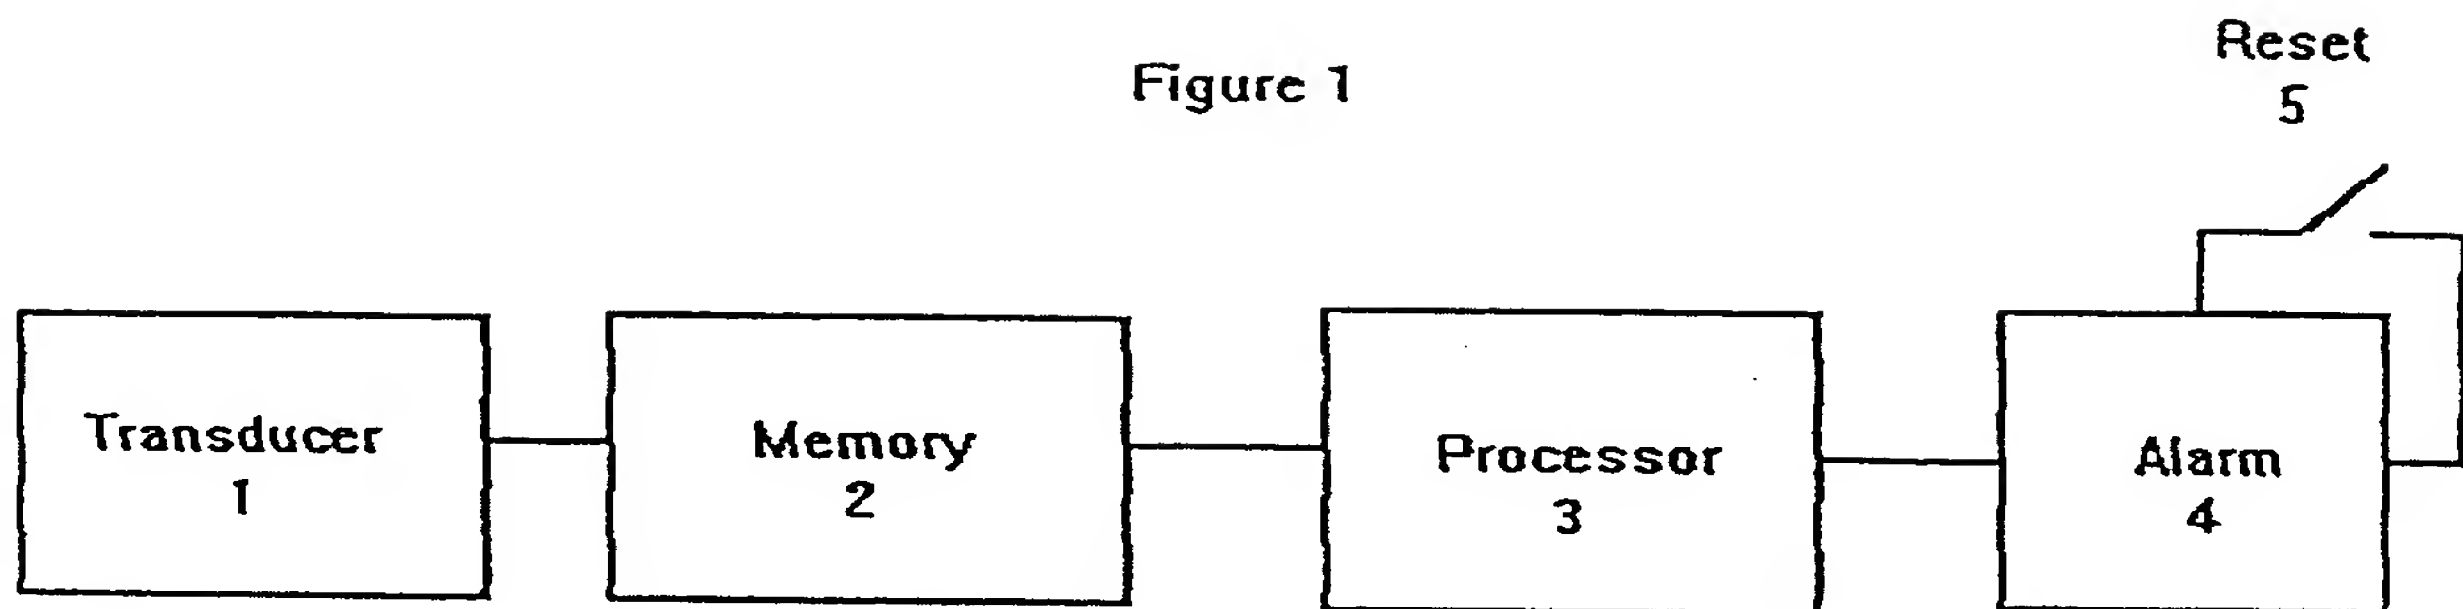 Figure 1
Reset
5
Transducer
1
Memory
2
Processor
3
Alarm
4